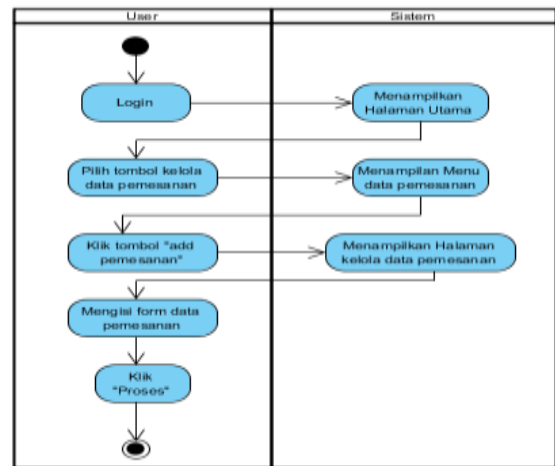 User
Sistem
Login
Menampilkan
Halaman Utama
Pilih tombol kelola
data pemesanan
Menampilan Menu
data pemesanan
Klik tombol "add
pemesanan"
Menampilkan Halaman
kelola data pemesanan
Mengisi form data
pemesanan
Klik
"Proses"